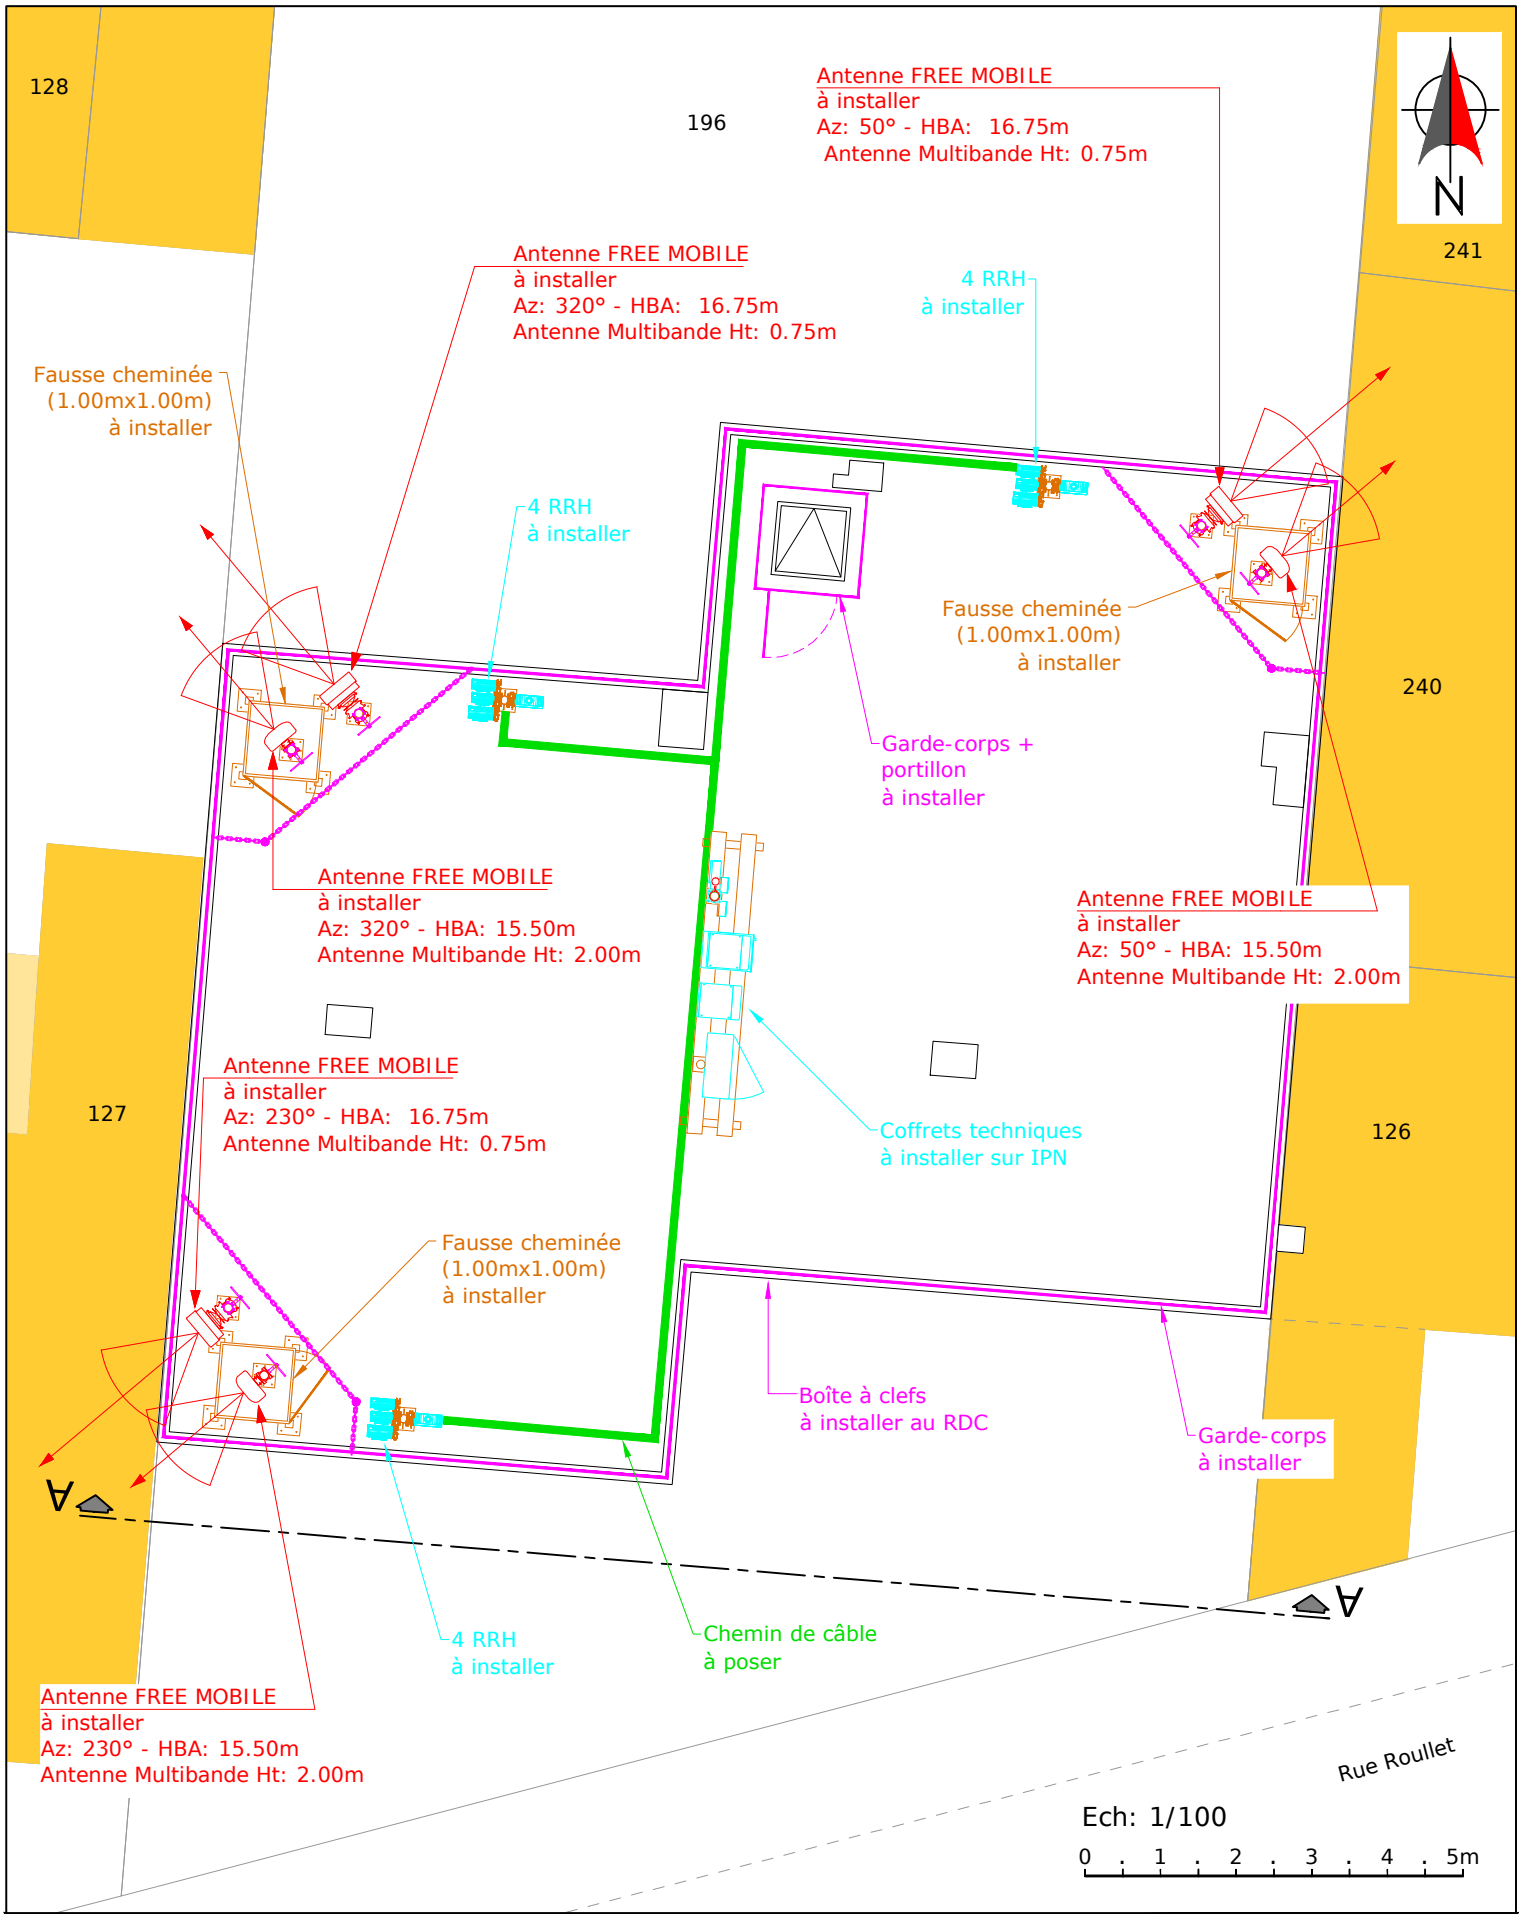 128
196
Antenne FREE MOBILE
à installer
Az: 50° - HBA: 16.75m
Antenne Multibande Ht: 0.75m
N
241
Antenne FREE MOBILE
à installer
Az: 320° - HBA: 16.75m
Antenne Multibande Ht: 0.75m
4 RRH
à installer
Fausse cheminée
(1.00mx1.00m)
à installer
4 RRH
à installer
Fausse cheminée
(1.00mx1.00m)
à installer
240
Garde-corps +
portillon
à installer
Antenne FREE MOBILE
à installer
Az: 320° - HBA: 15.50m
Antenne Multibande Ht: 2.00m
Antenne FREE MOBILE
à installer
Az: 50° - HBA: 15.50m
Antenne Multibande Ht: 2.00m
Antenne FREE MOBILE
à installer
Az: 230° - HBA: 16.75m
Antenne Multibande Ht: 0.75m
127
Coffrets techniques
à installer sur IPN
126
Fausse cheminée
(1.00mx1.00m)
à installer
Boîte à clefs
à installer au RDC
Garde-corps
à installer
A
A
4 RRH
à installer
Chemin de câble
à poser
Antenne FREE MOBILE
à installer
Az: 230° - HBA: 15.50m
Antenne Multibande Ht: 2.00m
Rue Roullet
Ech: 1/100
0 . 1 . 2 . 3 . 4 . 5m